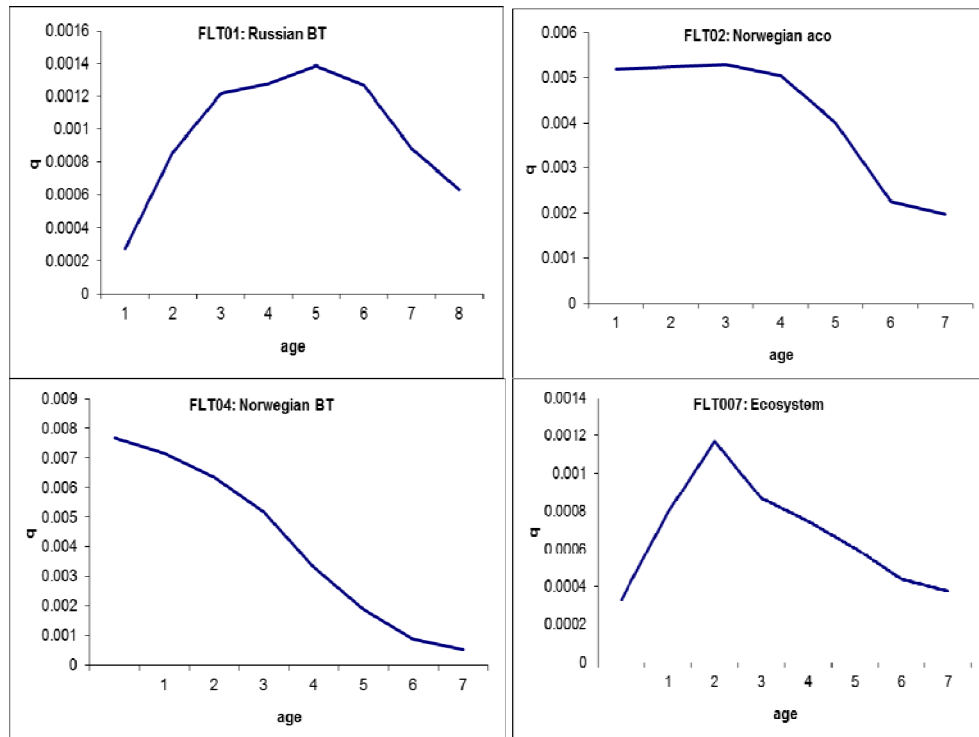 FLT01: Russian BT
0.0016
0.0014
0.0012
0.001
0.0008
0.0006
0.0004
0.0002
0
q
1 2 3 4 5 6 7 8
age
FLT02: Norwegian aco
0.006
0.005
0.004
0.003
0.002
0.001
0
q
1 2 3 4 5 6 7
age
FLT04: Norwegian BT
0.009
0.008
0.007
0.006
0.005
0.004
0.003
0.002
0.001
0
q
1 2 3 4 5 6 7
age
FLT007: Ecosystem
0.0014
0.0012
0.001
0.0008
0.0006
0.0004
0.0002
0
q
1 2 3 4 5 6 7
age